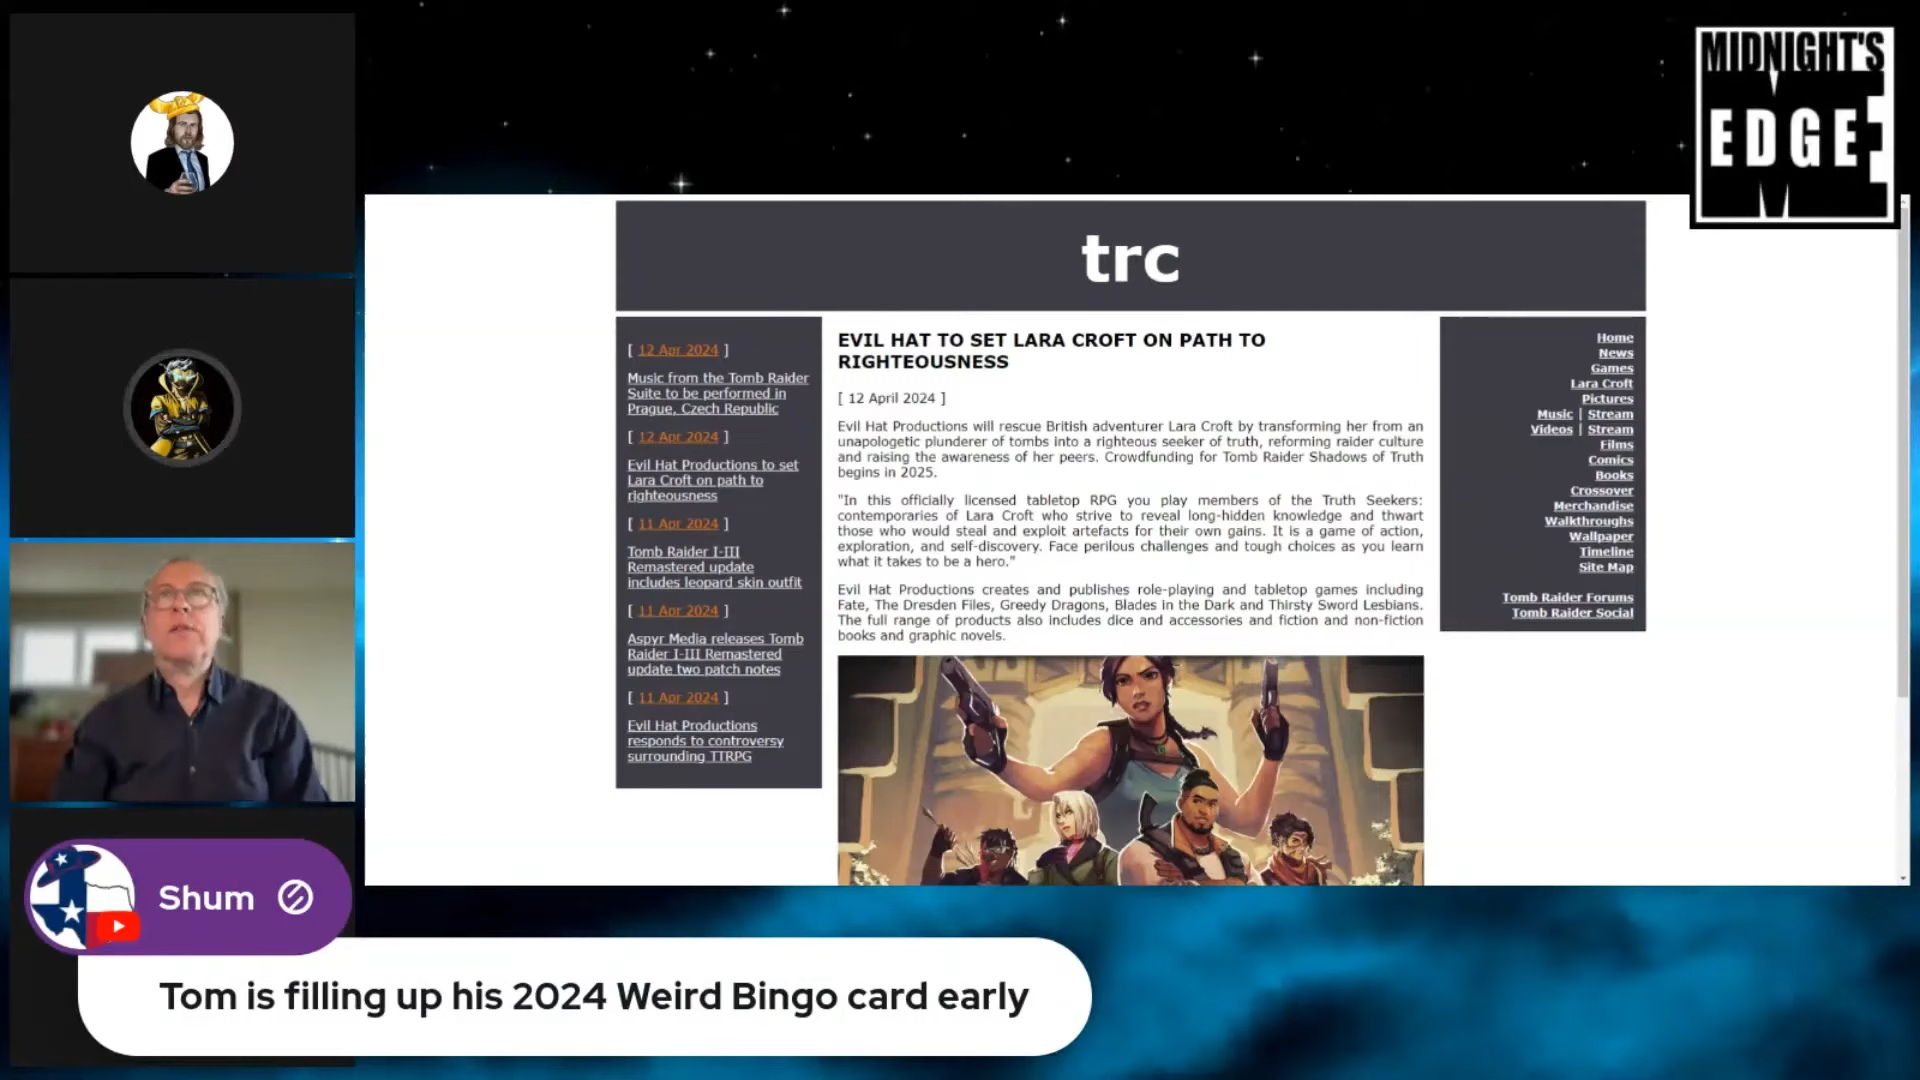 MIDNIGHT'S
EDGE
trc
[ 12 Apr 2024 ]
Music from the Tomb Raider
Suite to be performed in
Prague, Czech Republic
[ 12 Apr 2024 ]
Evil Hat Productions to set
Lara Croft on path to
righteousness
[ 11 Apr 2024 ]
Tomb Raider I-III
Remastered update
includes leopard skin outfit
[ 11 Apr 2024 ]
Aspyr Media releases Tomb
Raider I-III Remastered
update two patch notes
[ 11 Apr 2024 ]
Evil Hat Productions
responds to controversy
surrounding TTRPG
EVIL HAT TO SET LARA CROFT ON PATH TO
RIGHTEOUSNESS
[ 12 April 2024 ]
Evil Hat Productions will rescue British adventurer Lara Croft by transforming her from an
unapologetic plunderer of tombs into a righteous seeker of truth, reforming raider culture
and raising the awareness of her peers. Crowdfunding for Tomb Raider Shadows of Truth
begins in 2025.
"In this officially licensed tabletop RPG you play members of the Truth Seekers:
contemporaries of Lara Croft who strive to reveal long-hidden knowledge and thwart
those who would steal and exploit artefacts for their own gains. It is a game of action,
exploration, and self-discovery. Face perilous challenges and tough choices as you learn
what it takes to be a hero."
Evil Hat Productions creates and publishes role-playing and tabletop games including
Fate, The Dresden Files, Greedy Dragons, Blades in the Dark and Thirsty Sword Lesbians.
The full range of products also includes dice and accessories and fiction and non-fiction
books and graphic novels.
Home
News
Games
Lara Croft
Pictures
Music | Stream
Videos | Stream
Films
Comics
Books
Crossover
Merchandise
Walkthroughs
Wallpaper
Timeline
Site Map
Tomb Raider Forums
Tomb Raider Social
Shum
Tom is filling up his 2024 Weird Bingo card early